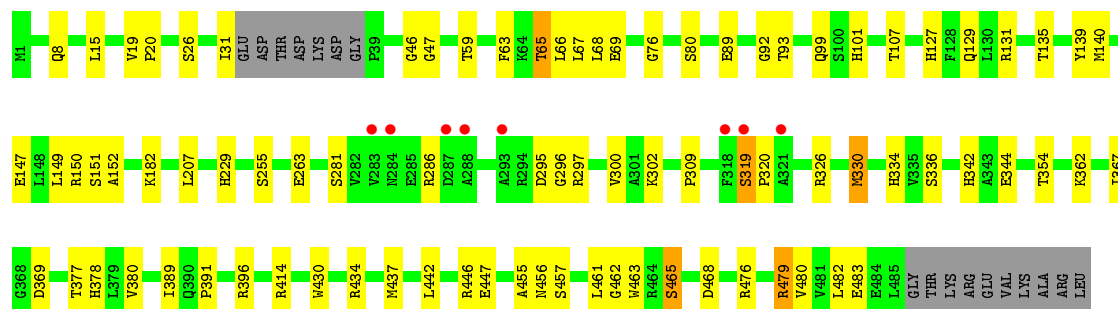 M1 Q8 L15 V19 P20 S26 I31 GLU ASP THR ASP LYS ASP GLY P39 G46 G47 T59 F63 K64 T65 L66 L67 L68 E69 G76 S80 E89 G92 T93 Q99 S100 H101 T107 H127 F128 Q129 L130 R131 T135 Y139 M140
E147 L148 L149 R150 S151 A152 K182 L207 H229 S255 E263 S281 V282 V283 N284 E285 R286 D287 A288 A293 R294 D295 G296 R297 V300 A301 K302 P309 F318 S319 P320 A321 R326 M330 H334 V335 S336 H342 A343 E344 T354 K362 I367
G368 D369 T377 H378 L379 V380 I389 Q390 P391 R396 R414 W430 R434 M437 L442 R446 E447 A455 N456 S457 L461 G462 W463 R464 S465 D468 R476 R479 V480 V481 L482 E483 E484 L485 GLY THR LYS ARG GLU VAL LYS ALA ARG LEU